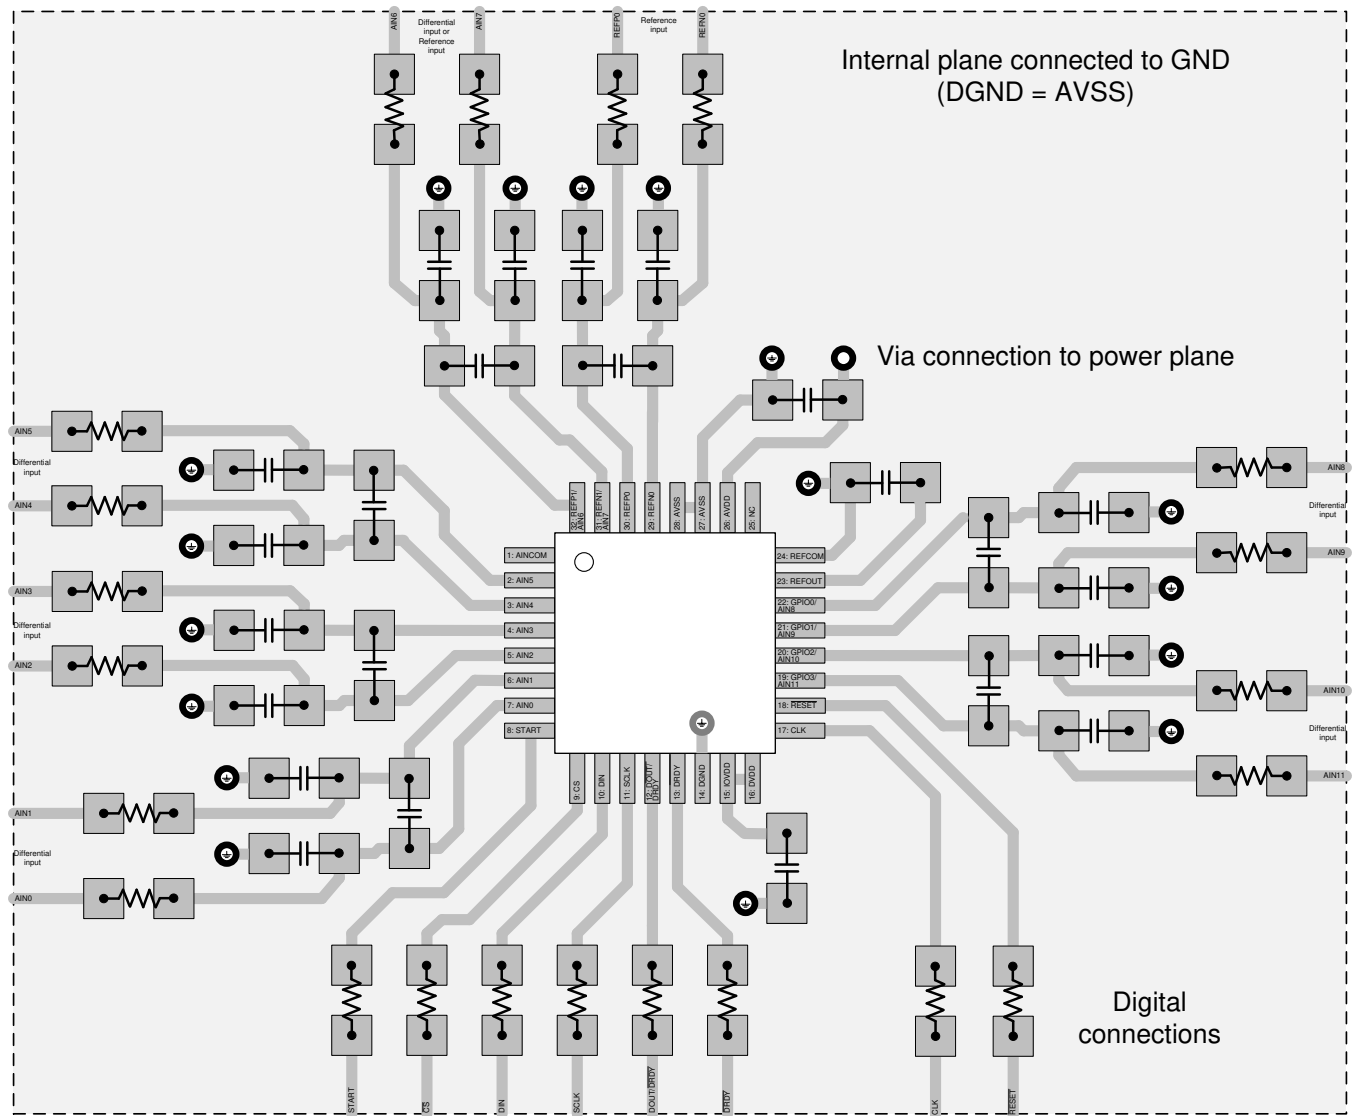 AIN6
Differential
input or
Reference
input
AIN7
REFP0
Reference
input
REFN0
Internal plane connected to GND
(DGND = AVSS)
Via connection to power plane
AIN5
Differential
input
AIN4
AIN3
Differential
input
AIN2
AIN1
Differential
input
AIN0
32: REFP1/
AIN6
31: REFN1/
AIN7
30: REFP0
29: REFN0
28: AVSS
27: AVSS
26: AVDD
25: NC
1: AINCOM
2: AIN5
3: AIN4
4: AIN3
5: AIN2
6: AIN1
7: AIN0
8: START
24: REFCOM
23: REFOUT
22: GPIO0/
AIN8
21: GPIO1/
AIN9
20: GPIO2/
AIN10
19: GPIO3/
AIN11
18: RESET
17: CLK
9: CS
10: DIN
11: SCLK
12: DOUT/
DRDY
13: DRDY
14: DGND
15: IOVDD
16: DVDD
AIN8
Differential
input
AIN9
AIN10
Differential
input
AIN11
START
CS
DIN
SCLK
DOUT/DRDY
DRDY
CLK
RESET
Digital
connections